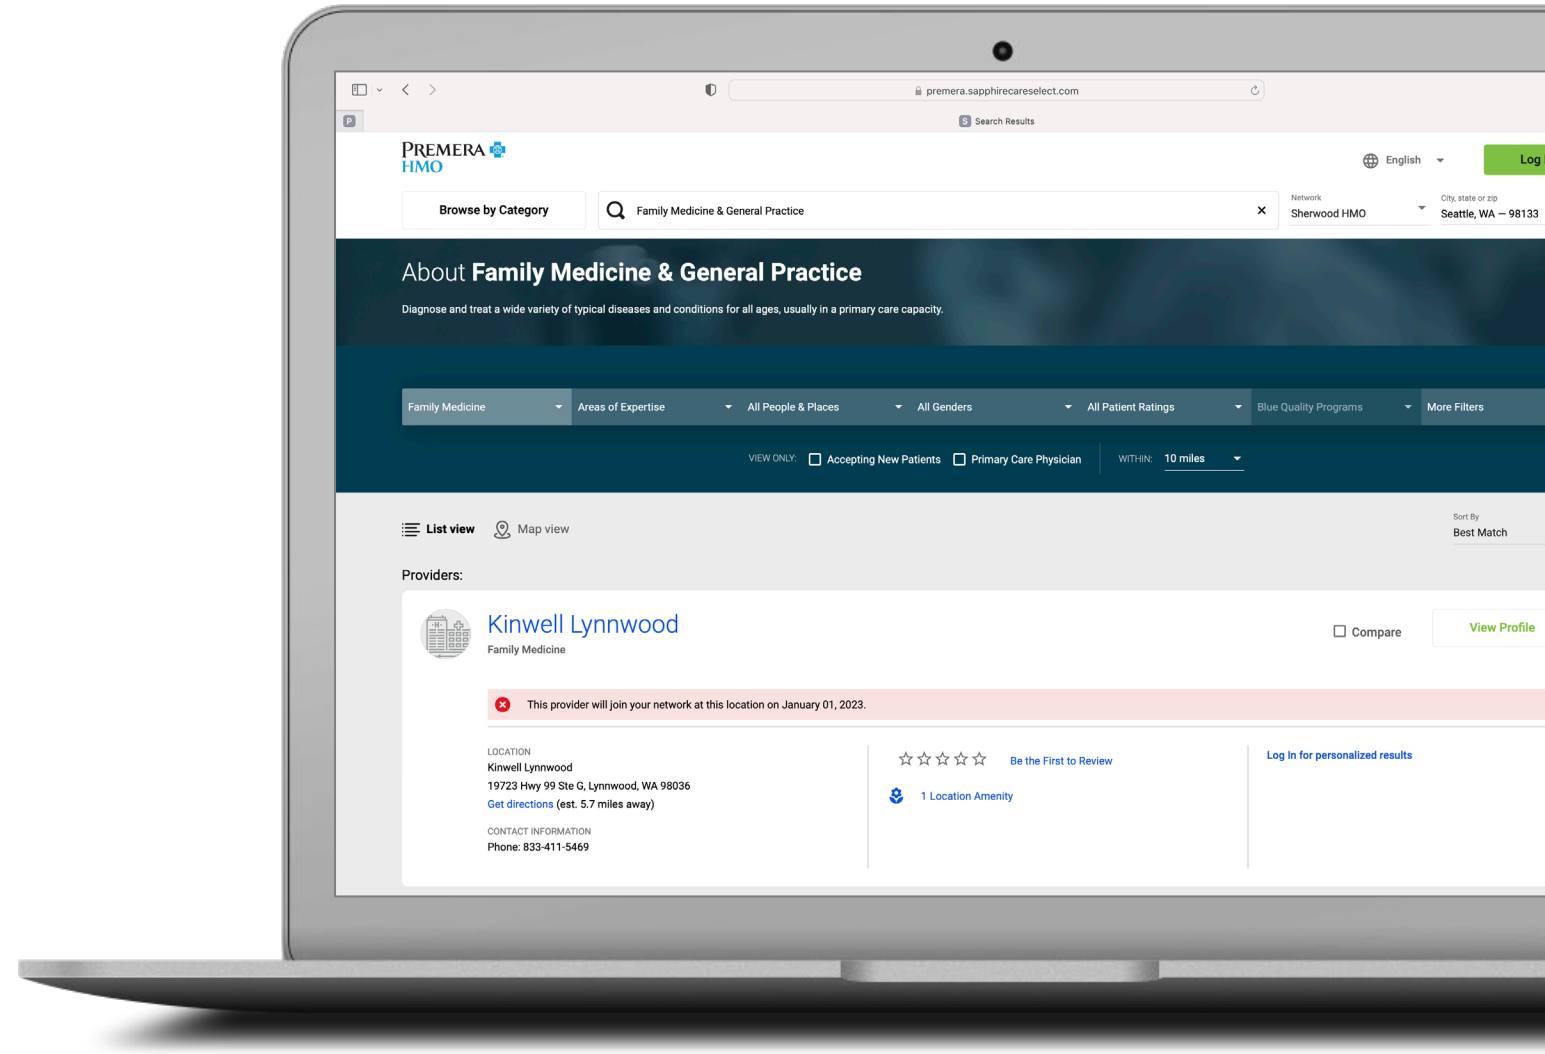 premera.sapphirecareselect.com
P
S Search Results
PREMERA
HMO
English
Log
Browse by Category
Family Medicine & General Practice
Network
Sherwood HMO
City, state or zip
Seattle, WA — 98133
About Family Medicine & General Practice
Diagnose and treat a wide variety of typical diseases and conditions for all ages, usually in a primary care capacity.
Family Medicine
Areas of Expertise
All People & Places
All Genders
All Patient Ratings
Blue Quality Programs
More Filters
VIEW ONLY:
Accepting New Patients
Primary Care Physician
WITHIN:
10 miles
List view
Map view
Sort By
Best Match
Providers:
Kinwell Lynnwood
Family Medicine
Compare
View Profile
This provider will join your network at this location on January 01, 2023.
LOCATION
Kinwell Lynnwood
19723 Hwy 99 Ste G, Lynnwood, WA 98036
Get directions (est. 5.7 miles away)
CONTACT INFORMATION
Phone: 833-411-5469
Be the First to Review
1 Location Amenity
Log In for personalized results